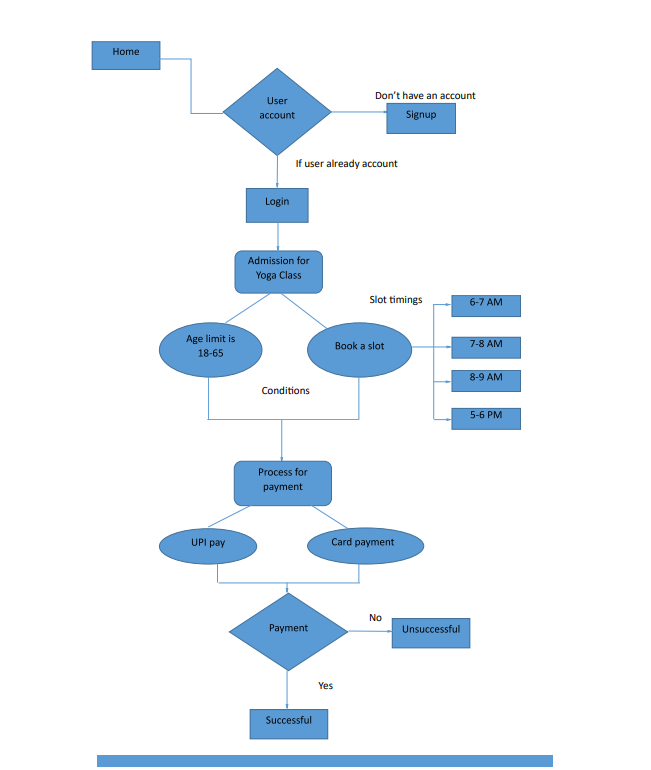 Home
User
account
Don't have an account
Signup
If user already account
Login
Admission for
Yoga Class
Slot timings
6-7 AM
Age limit is
18-65
Book a slot
7-8 AM
8-9 AM
Conditions
5-6 PM
Process for
payment
UPI pay
Card payment
Payment
No
Unsuccessful
Yes
Successful